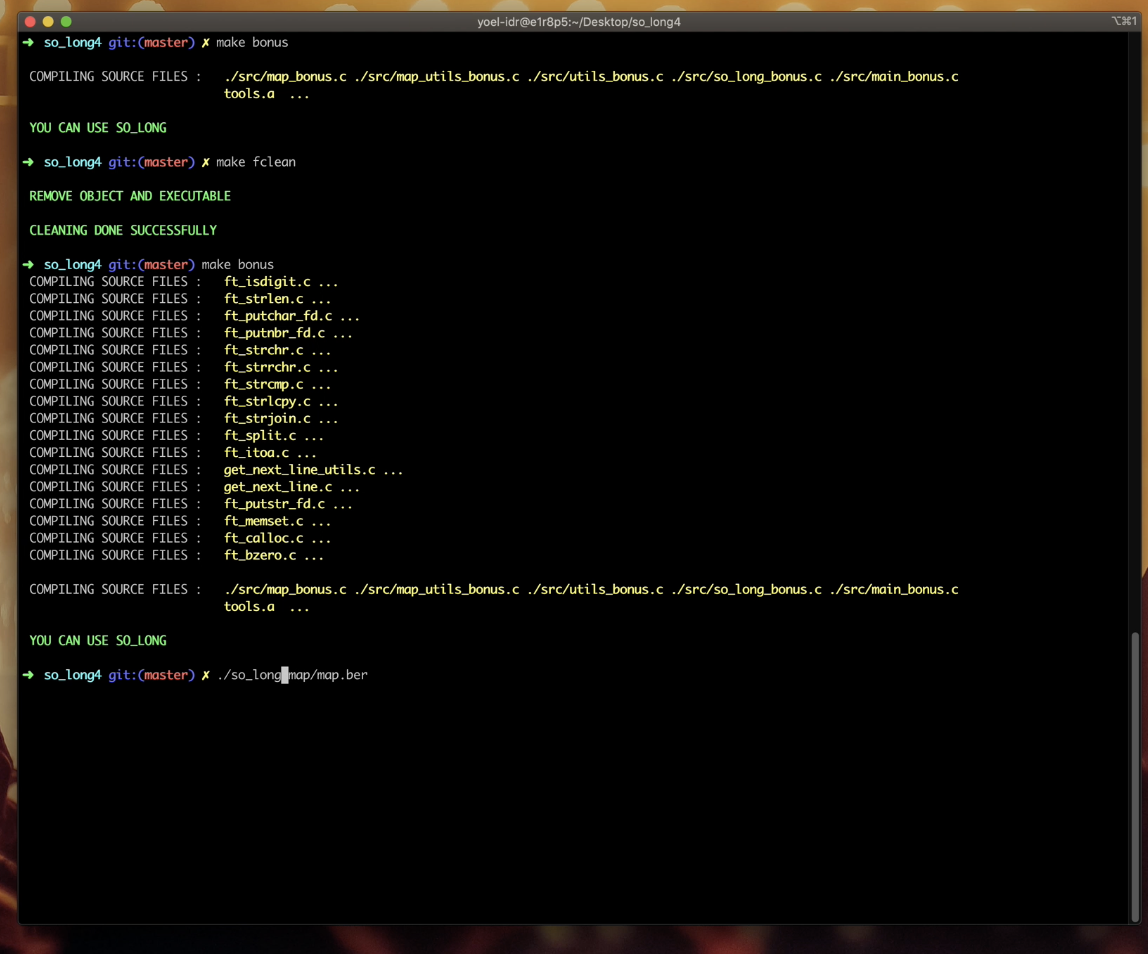 yoel-idr@e1r8p5:~/Desktop/so_long4
⌥⌘1
➜ so_long4 git:(master) ✗ make bonus
COMPILING SOURCE FILES : ./src/map_bonus.c ./src/map_utils_bonus.c ./src/utils_bonus.c ./src/so_long_bonus.c ./src/main_bonus.c
tools.a ...
YOU CAN USE SO_LONG
➜ so_long4 git:(master) ✗ make fclean
REMOVE OBJECT AND EXECUTABLE
CLEANING DONE SUCCESSFULLY
➜ so_long4 git:(master) make bonus
COMPILING SOURCE FILES : ft_isdigit.c ...
COMPILING SOURCE FILES : ft_strlen.c ...
COMPILING SOURCE FILES : ft_putchar_fd.c ...
COMPILING SOURCE FILES : ft_putnbr_fd.c ...
COMPILING SOURCE FILES : ft_strchr.c ...
COMPILING SOURCE FILES : ft_strrchr.c ...
COMPILING SOURCE FILES : ft_strcmp.c ...
COMPILING SOURCE FILES : ft_strlcpy.c ...
COMPILING SOURCE FILES : ft_strjoin.c ...
COMPILING SOURCE FILES : ft_split.c ...
COMPILING SOURCE FILES : ft_itoa.c ...
COMPILING SOURCE FILES : get_next_line_utils.c ...
COMPILING SOURCE FILES : get_next_line.c ...
COMPILING SOURCE FILES : ft_putstr_fd.c ...
COMPILING SOURCE FILES : ft_memset.c ...
COMPILING SOURCE FILES : ft_calloc.c ...
COMPILING SOURCE FILES : ft_bzero.c ...
COMPILING SOURCE FILES : ./src/map_bonus.c ./src/map_utils_bonus.c ./src/utils_bonus.c ./src/so_long_bonus.c ./src/main_bonus.c
tools.a ...
YOU CAN USE SO_LONG
➜ so_long4 git:(master) ✗ ./so_long map/map.ber